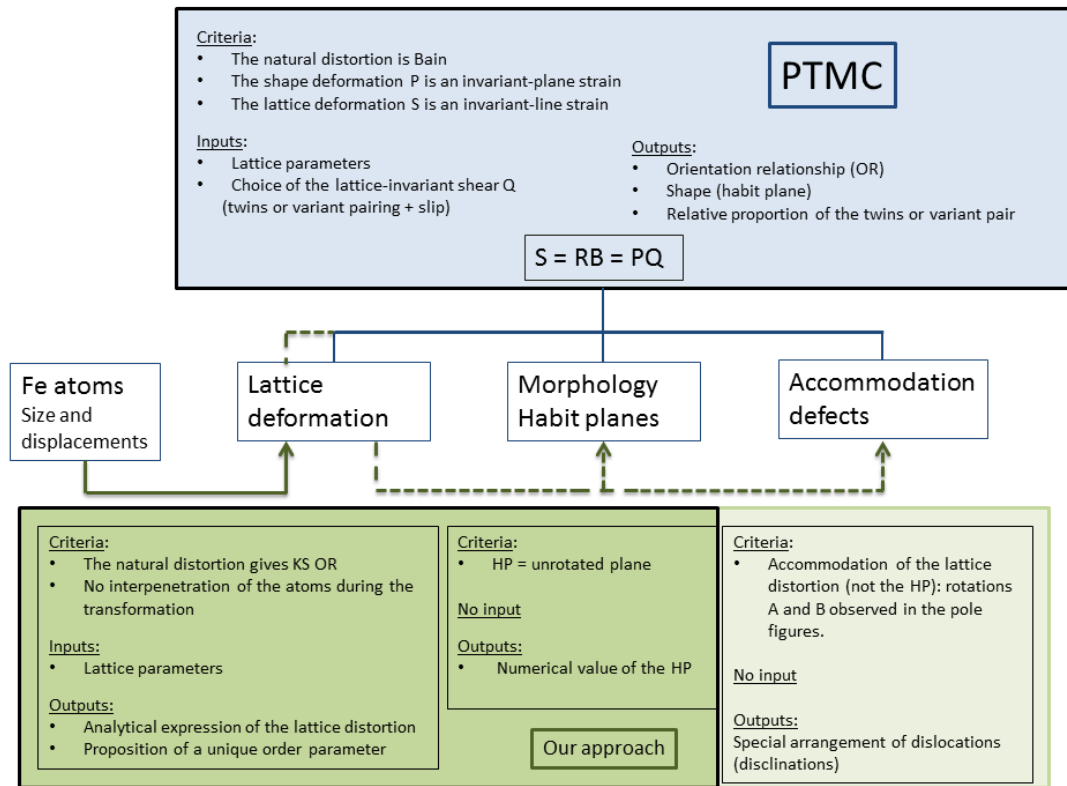 Criteria:
• The natural distortion is Bain
• The shape deformation P is an invariant-plane strain
• The lattice deformation S is an invariant-line strain
PTMC
Inputs:
• Lattice parameters
• Choice of the lattice-invariant shear Q
(twins or variant pairing + slip)
Outputs:
• Orientation relationship (OR)
• Shape (habit plane)
• Relative proportion of the twins or variant pair
S = RB = PQ
Fe atoms
Size and
displacements
Lattice
deformation
Morphology
Habit planes
Accommodation
defects
Criteria:
• The natural distortion gives KS OR
• No interpenetration of the atoms during the
transformation
Inputs:
• Lattice parameters
Outputs:
• Analytical expression of the lattice distortion
• Proposition of a unique order parameter
Criteria:
• HP = unrotated plane
No input
Outputs:
• Numerical value of the HP
Our approach
Criteria:
• Accommodation of the lattice
distortion (not the HP): rotations
A and B observed in the pole
figures.
No input
Outputs:
Special arrangement of dislocations
(disclinations)